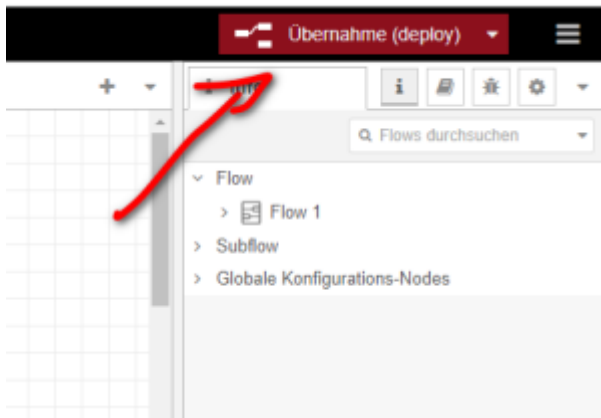 Übernahme (deploy)
i
Flows durchsuchen
Flow
Flow 1
Subflow
Globale Konfigurations-Nodes